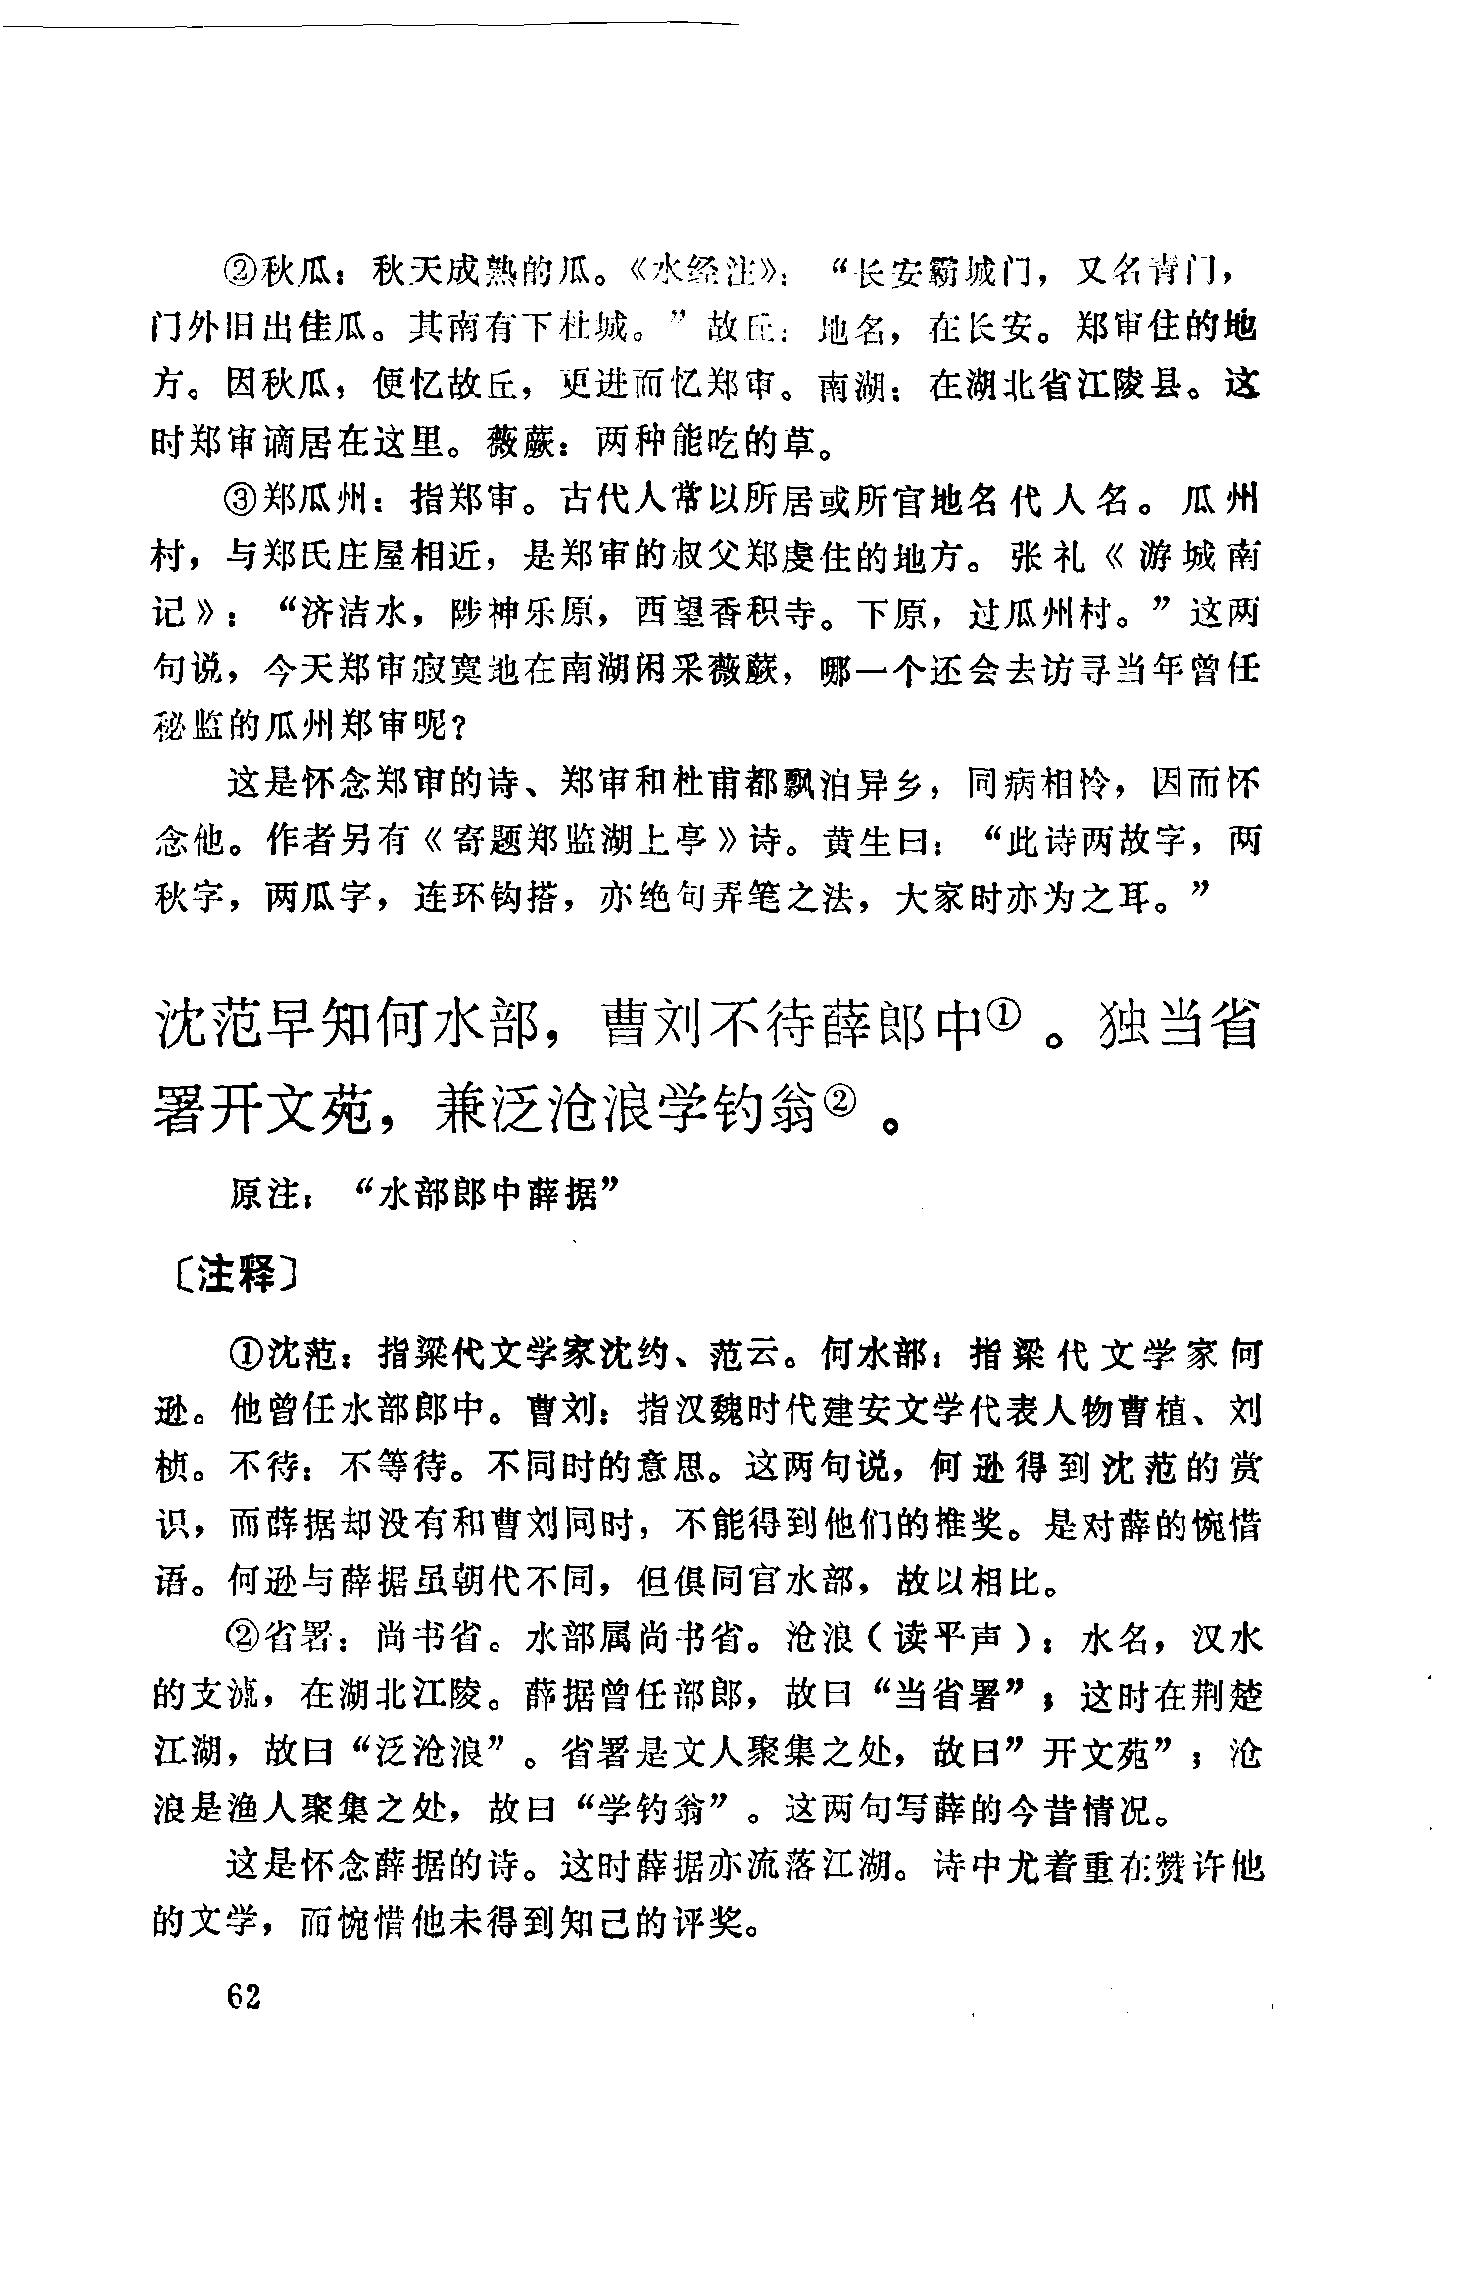 ②秋瓜：秋天成熟的瓜。《水经注》：“长安霸城门，又名青门，
门外旧出佳瓜。其南有下杜城。”故丘：地名，在长安。郑审住的地
方。因秋瓜，便忆故丘，更进而忆郑审。南湖：在湖北省江陵县。这
时郑审谪居在这里。薇蕨：两种能吃的草。
③郑瓜州：指郑审。古代人常以所居或所官地名代人名。瓜州
村，与郑氏庄屋相近，是郑审的叔父郑虔住的地方。张礼《游城南
记》：“济洁水，陟神乐原，西望香积寺。下原，过瓜州村。”这两
句说，今天郑审寂寞地在南湖闲采薇蕨，哪一个还会去访寻当年曾任
秘监的瓜州郑审呢？
这是怀念郑审的诗、郑审和杜甫都飘泊异乡，同病相怜，因而怀
念他。作者另有《寄题郑监湖上亭》诗。黄生曰：“此诗两故字，两
秋字，两瓜字，连环钩搭，亦绝句弄笔之法，大家时亦为之耳。”
沈范早知何水部，曹刘不待薛郎中①。独当省
署开文苑，兼泛沧浪学钓翁②。
原注：“水部郎中薛据”
〔注释〕
①沈范：指梁代文学家沈约、范云。何水部：指梁代文学家何
逊。他曾任水部郎中。曹刘：指汉魏时代建安文学代表人物曹植、刘
桢。不待：不等待。不同时的意思。这两句说，何逊得到沈范的赏
识，而薛据却没有和曹刘同时，不能得到他们的推奖。是对薛的惋惜
语。何逊与薛据虽朝代不同，但俱同官水部，故以相比。
②省署：尚书省。水部属尚书省。沧浪（读平声）：水名，汉水
的支流，在湖北江陵。薛据曾任部郎，故曰“当省署”；这时在荆楚
江湖，故曰“泛沧浪”。省署是文人聚集之处，故曰”开文苑”；沧
浪是渔人聚集之处，故曰“学钓翁”。这两句写薛的今昔情况。
这是怀念薛据的诗。这时薛据亦流落江湖。诗中尤着重在赞许他
的文学，而惋惜他未得到知己的评奖。
62